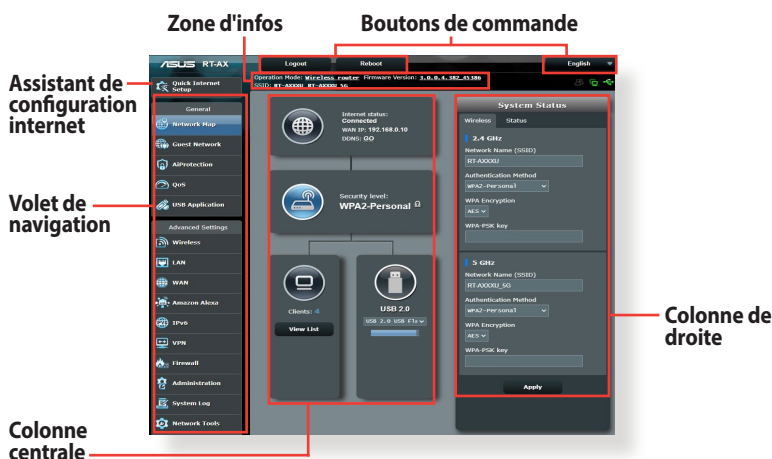 Zone d'infos
Boutons de commande
Assistant de
configuration
internet
Volet de
navigation
Colonne
centrale
Colonne de
droite
ASUS RT-AX
Logout
Reboot
English
Quick Internet
Setup
Operation Mode: Wireless router Firmware Version: 3.0.0.4.382_45386
SSID: RT-AXXXU RT-AXXXU_5G
General
Network Map
Guest Network
AiProtection
QoS
USB Application
Advanced Settings
Wireless
LAN
WAN
Amazon Alexa
IPv6
VPN
Firewall
Administration
System Log
Network Tools
Internet status:
Connected
WAN IP: 192.168.0.10
DDNS: GO
Security level:
WPA2-Personal
Clients: 4
View List
USB 2.0
USB 2.0 USB Fla
System Status
Wireless
Status
2.4 GHz
Network Name (SSID)
RT-AXXXU
Authentication Method
WPA2-Personal
WPA Encryption
AES
WPA-PSK key
5 GHz
Network Name (SSID)
RT-AXXXU_5G
Authentication Method
WPA2-Personal
WPA Encryption
AES
WPA-PSK key
Apply